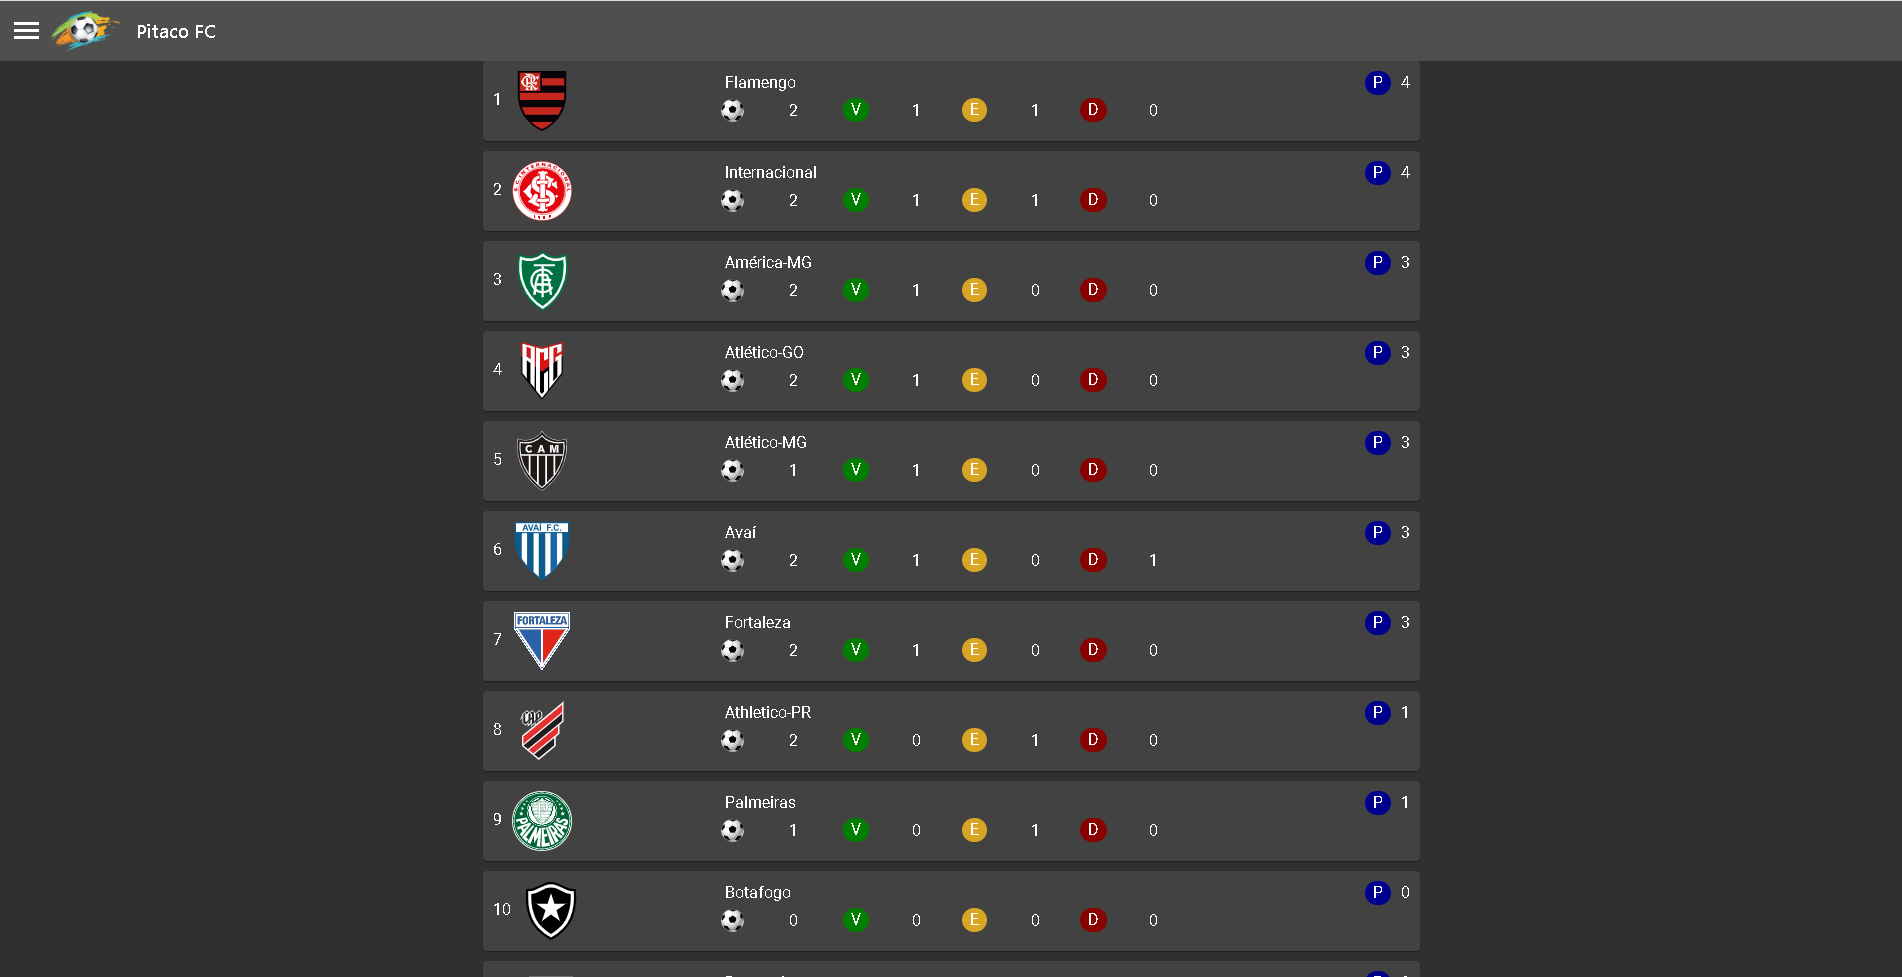 Pitaco FC
1
Flamengo
P 4
2 V 1 E 1 D 0
2
Internacional
P 4
2 V 1 E 1 D 0
3
América-MG
P 3
2 V 1 E 0 D 0
4
Atlético-GO
P 3
2 V 1 E 0 D 0
5
CAM
Atlético-MG
P 3
1 V 1 E 0 D 0
6
AVAÍ F.C.
Avaí
P 3
2 V 1 E 0 D 1
7
FORTALEZA
Fortaleza
P 3
2 V 1 E 0 D 0
8
CAP
Athletico-PR
P 1
2 V 0 E 1 D 0
9
PALMEIRAS
Palmeiras
P 1
1 V 0 E 1 D 0
10
Botafogo
P 0
0 V 0 E 0 D 0